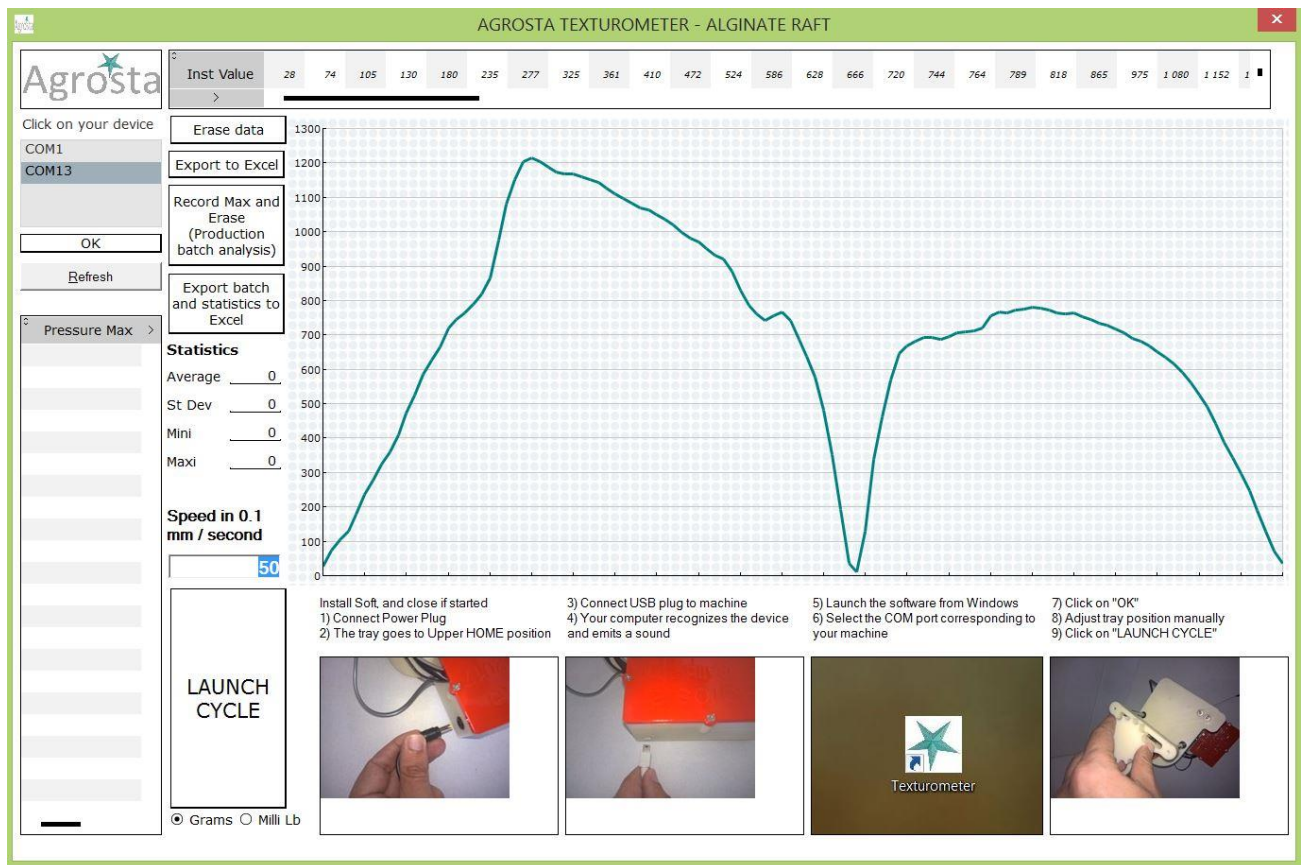 AGROSTA TEXTUROMETER - ALGINATE RAFT
Agrosta
Inst Value 28 74 105 130 180 235 277 325 361 410 472 524 586 628 666 720 744 764 789 818 865 975 1 080 1 152 1
>
Click on your device
COM1
COM13
OK
Refresh
Pressure Max >
Erase data
Export to Excel
Record Max and
Erase
(Production
batch analysis)
Export batch
and statistics to
Excel
Statistics
Average 0
St Dev 0
Mini 0
Maxi 0
Speed in 0.1
mm / second
50
LAUNCH
CYCLE
Grams Milli Lb
1300
1200
1100
1000
900
800
700
600
500
400
300
200
100
0
Install Soft, and close if started
1) Connect Power Plug
2) The tray goes to Upper HOME position
3) Connect USB plug to machine
4) Your computer recognizes the device
and emits a sound
5) Launch the software from Windows
6) Select the COM port corresponding to
your machine
7) Click on "OK"
8) Adjust tray position manually
9) Click on "LAUNCH CYCLE"
Texturometer